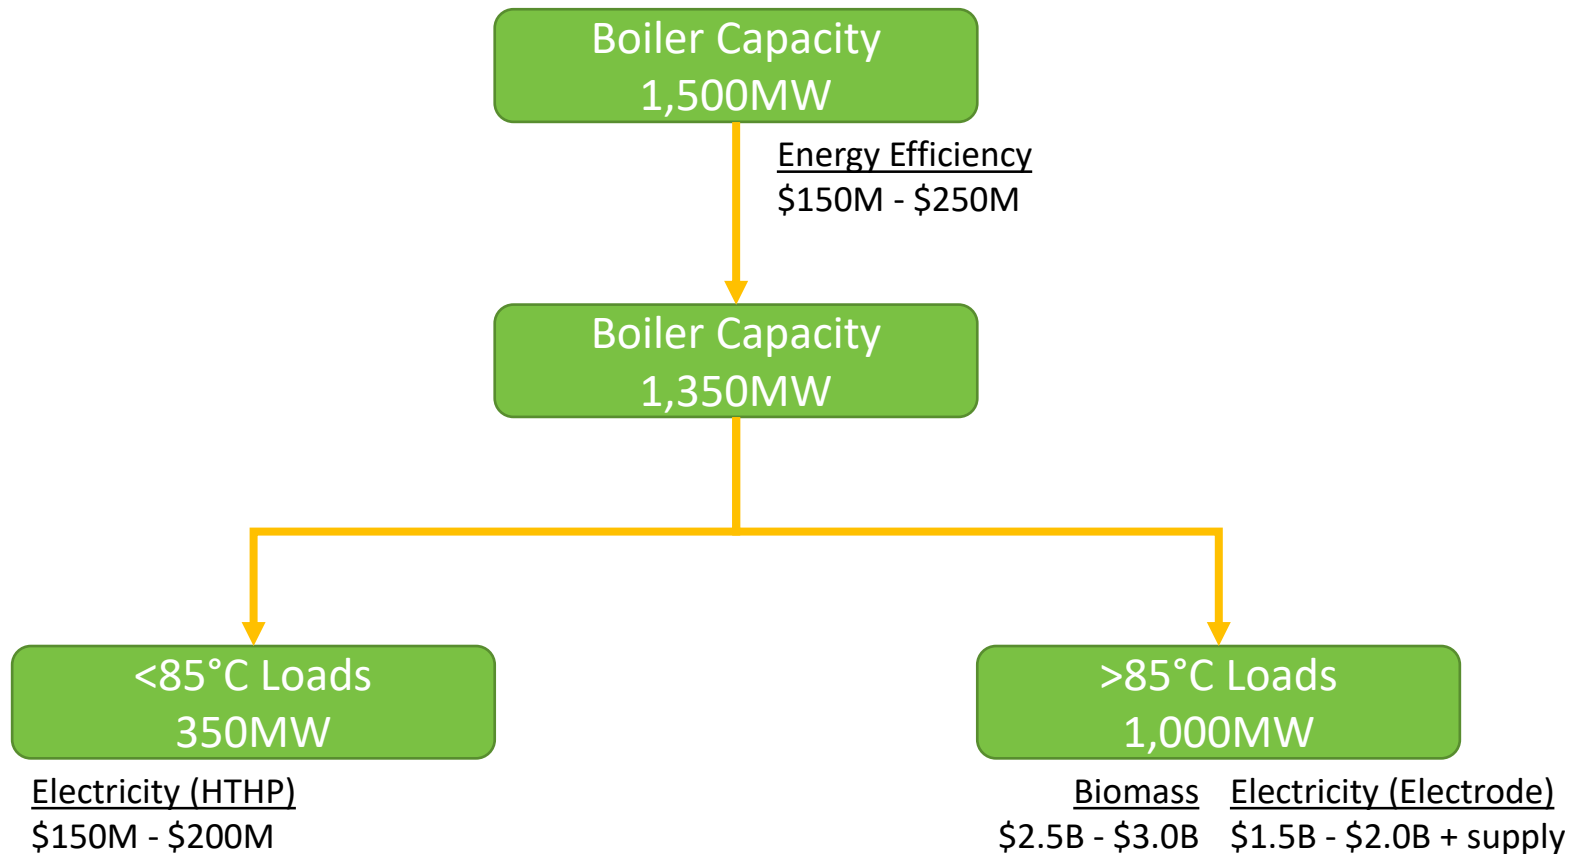 Boiler Capacity
1,500MW
Energy Efficiency
$150M - $250M
Boiler Capacity
1,350MW
<85°C Loads
350MW
Electricity (HTHP)
$150M - $200M
>85°C Loads
1,000MW
Biomass
$2.5B - $3.0B
Electricity (Electrode)
$1.5B - $2.0B + supply